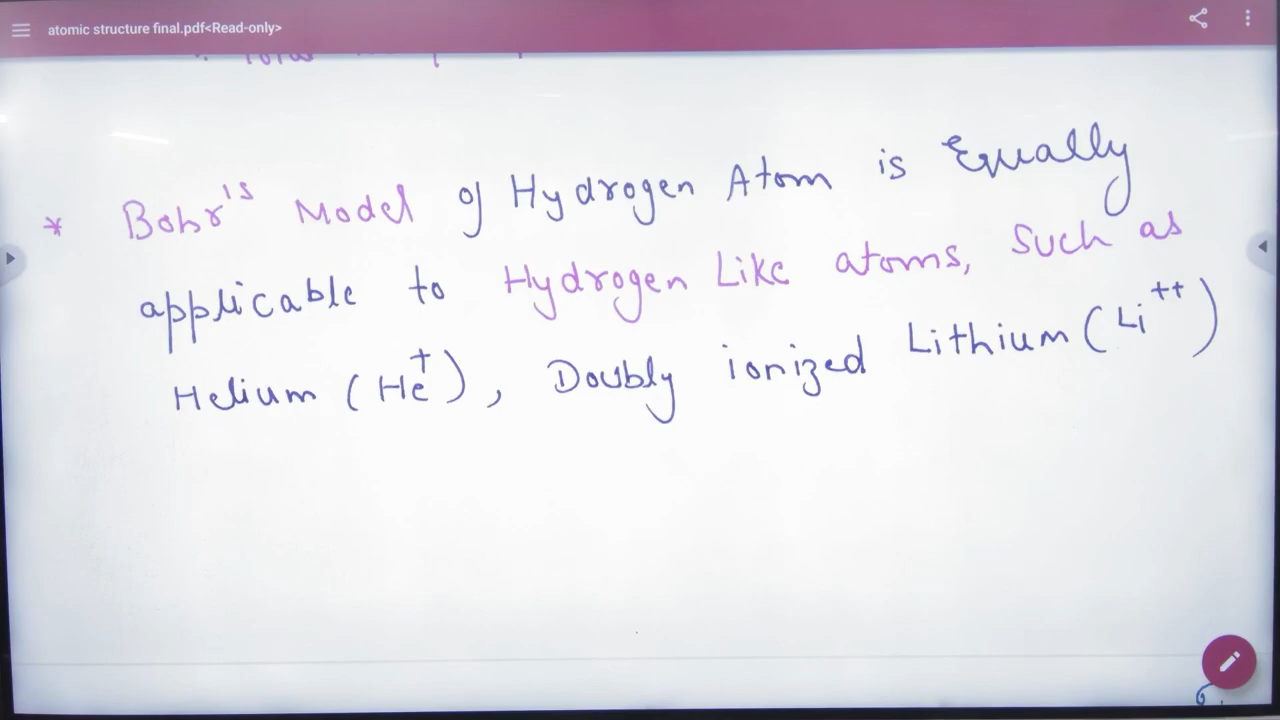 atomic structure final.pdf<Read-only>
* Bohr's Model of Hydrogen Atom is Equally
applicable to Hydrogen Like atoms, Such as
Helium (He⁺), Doubly ionized Lithium (Li⁺⁺)